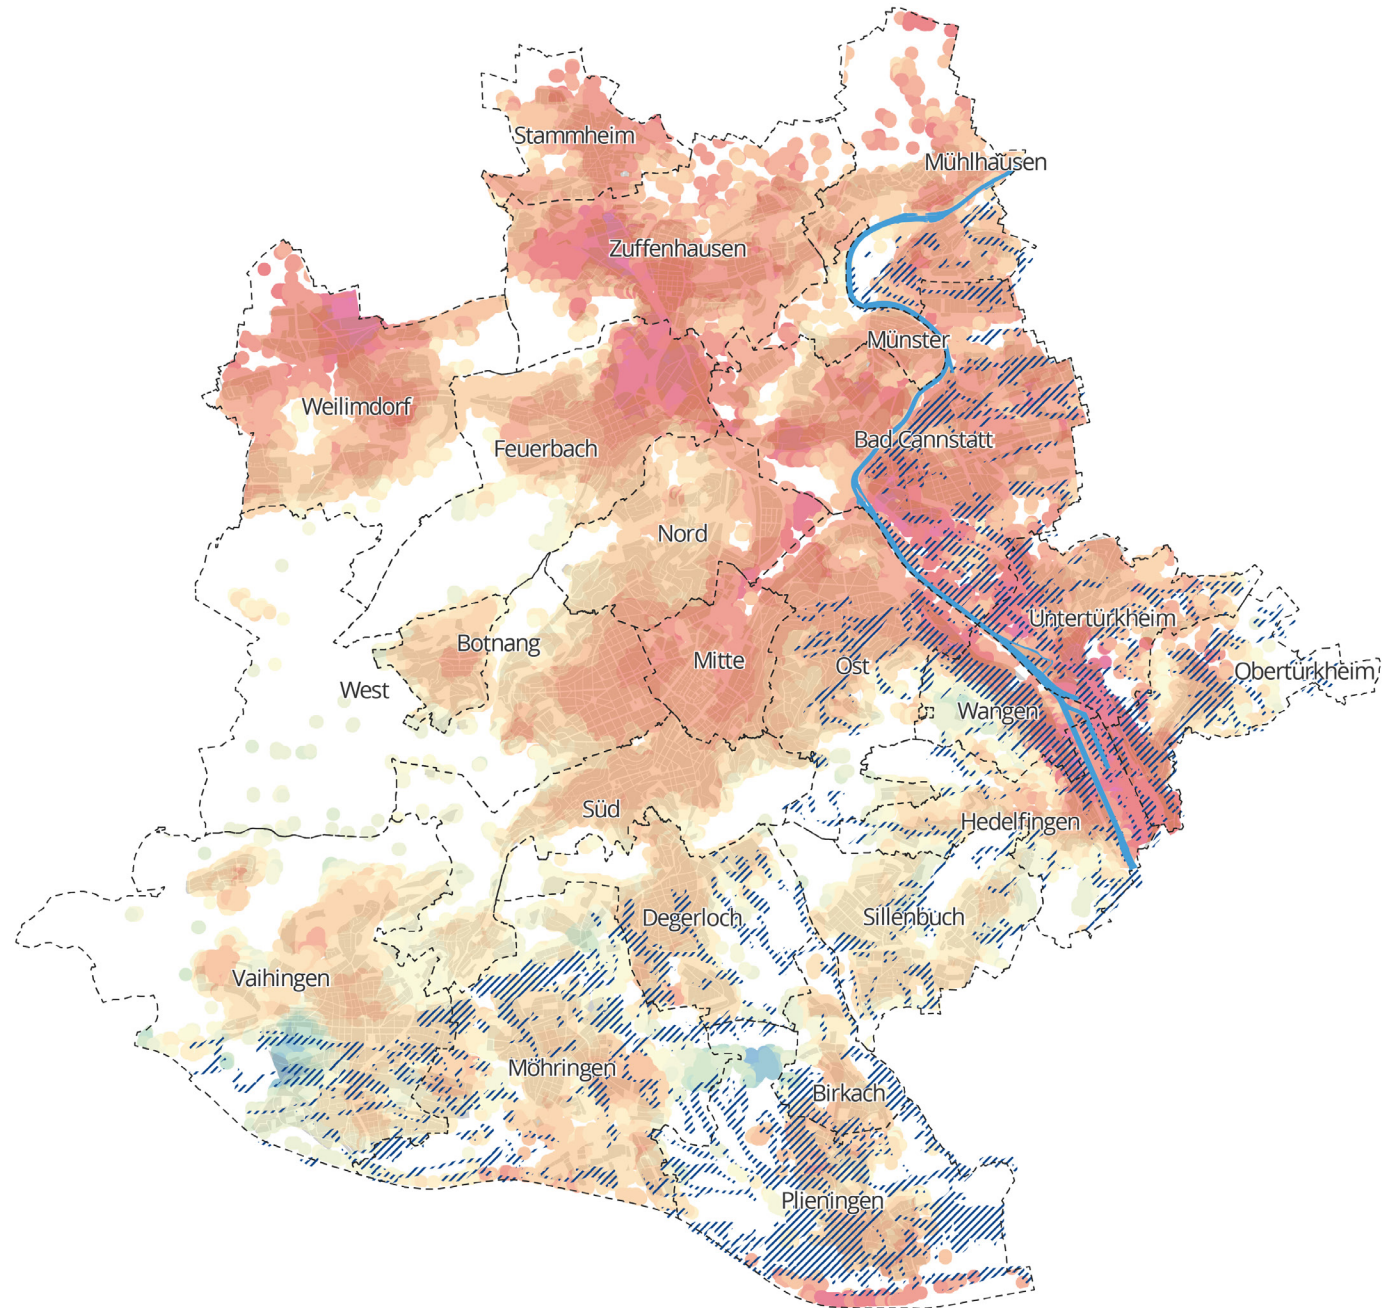 Stammheim
Mühlhausen
Zuffenhausen
Münster
Weilimdorf
Bad Cannstatt
Feuerbach
Nord
Untertürkheim
Botnang
Mitte
Ost
Obertürkheim
West
Wangen
Süd
Hedelfingen
Degerloch
Sillenbuch
Vaihingen
Möhringen
Birkach
Plieningen